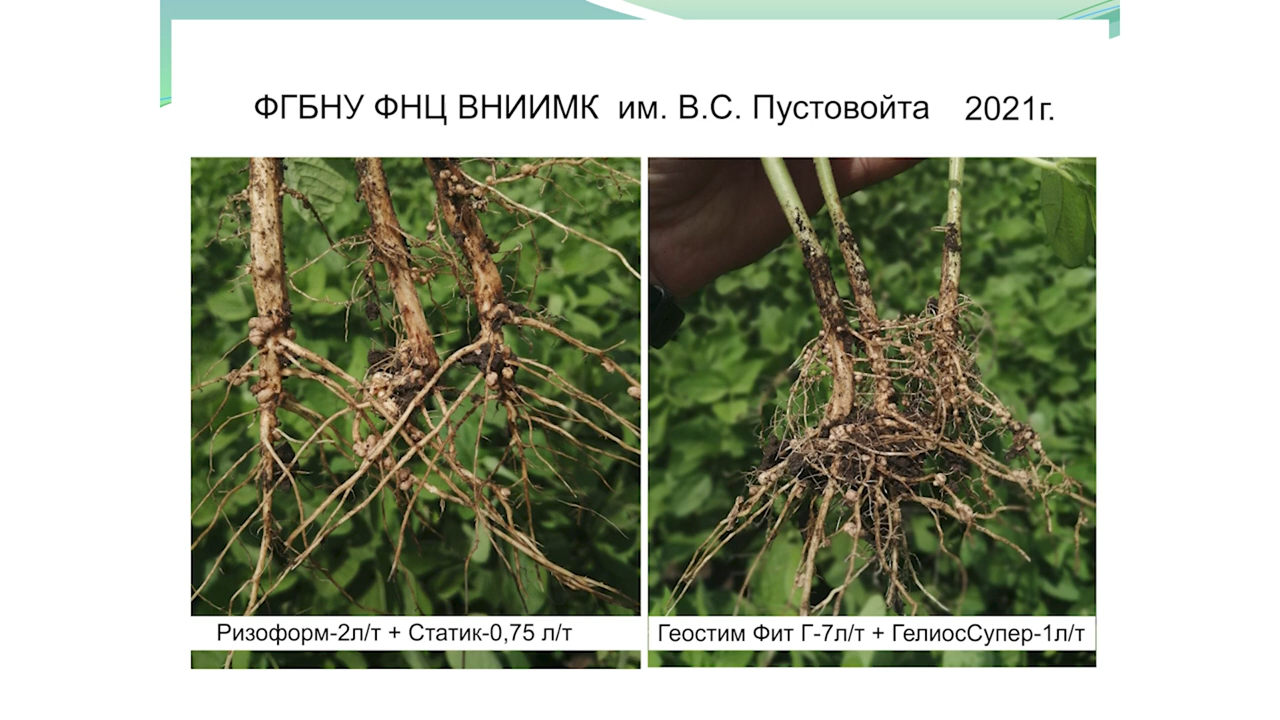 ФГБНУ ФНЦ ВНИИМК им. В.С. Пустовойта 2021г.
Ризоформ-2л/т + Статик-0,75 л/т
Геостим Фит Г-7л/т + ГелиосСупер-1л/т